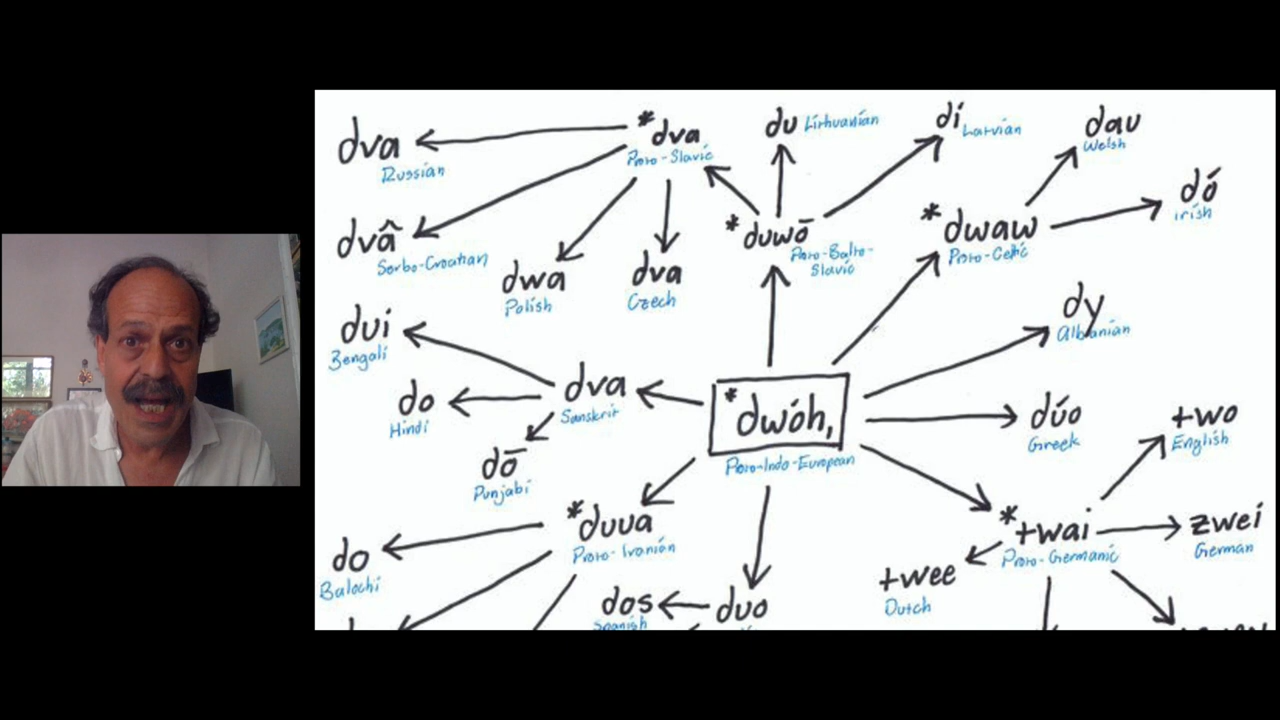 dva
Russian
*dva
Proto-Slavic
du Lithuanian
di
Latvian
daw
Welsh
dó
irish
dvâ
Serbo-Croatian
dwa
Polish
dva
Czech
*duwō
Proto-Balto-
Slavic
*dwaw
Proto-Celtic
dui
Bengali
dy
Albanian
do
Hindi
dva
Sanskrit
dō
Punjabi
*dwóh₁
Proto-Indo-European
dúo
Greek
two
English
*duua
Proto-Iranian
do
Balochi
*twai
Proto-Germanic
zwei
German
twee
Dutch
dos
Spanish
duo